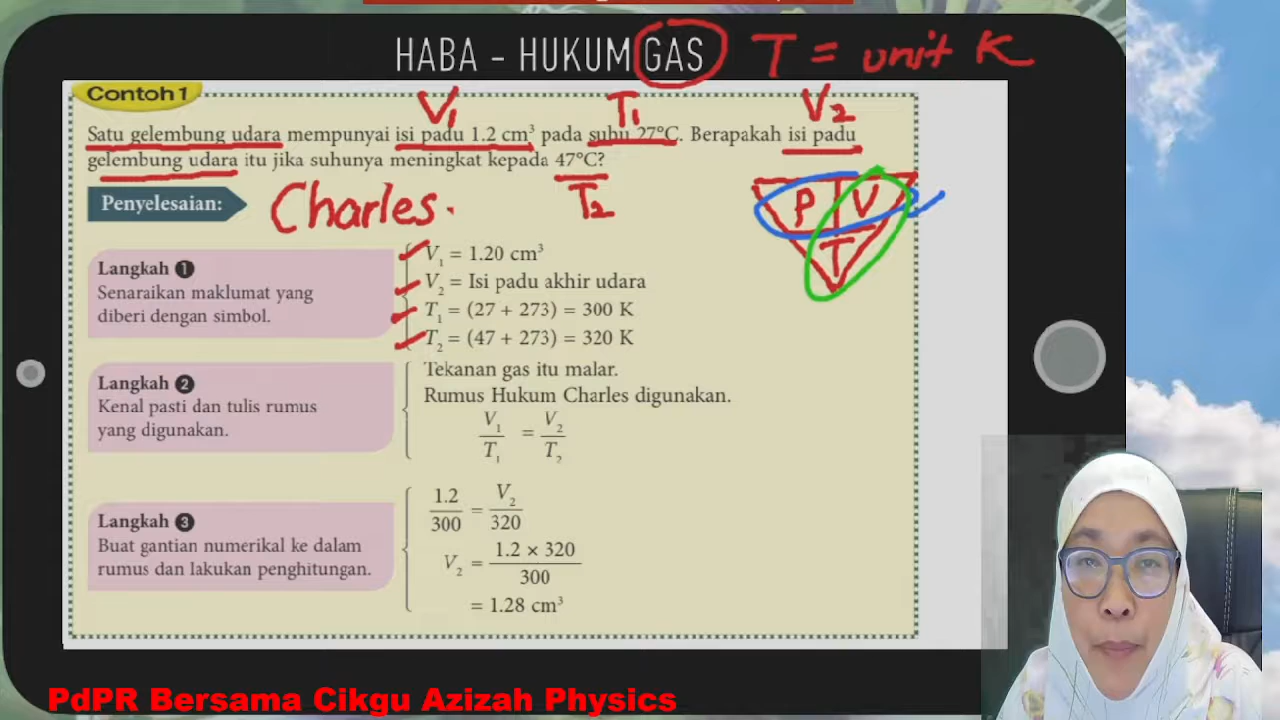 HABA - HUKUM GAS T = unit K
Contoh 1
V₁ T₁ V₂
Satu gelembung udara mempunyai isi padu 1.2 cm³ pada suhu 27°C. Berapakah isi padu
gelembung udara itu jika suhunya meningkat kepada 47°C?
T₂
Penyelesaian:
Charles.
P V
T
Langkah 1
Senaraikan maklumat yang
diberi dengan simbol.
V₁ = 1.20 cm³
V₂ = Isi padu akhir udara
T₁ = (27 + 273) = 300 K
T₂ = (47 + 273) = 320 K
Langkah 2
Kenal pasti dan tulis rumus
yang digunakan.
Tekanan gas itu malar.
Rumus Hukum Charles digunakan.
V₁/T₁ = V₂/T₂
Langkah 3
Buat gantian numerikal ke dalam
rumus dan lakukan penghitungan.
1.2/300 = V₂/320
V₂ = 1.2 × 320/300
= 1.28 cm³
PdPR Bersama Cikgu Azizah Physics